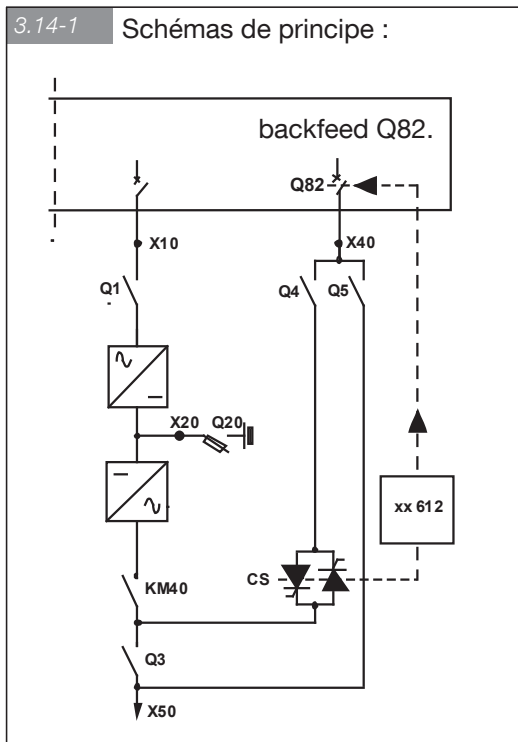 3.14-1 Schémas de principe :
backfeed Q82.
Q82
X10
X40
Q1
Q4
Q5
X20
Q20
xx 612
CS
KM40
Q3
X50